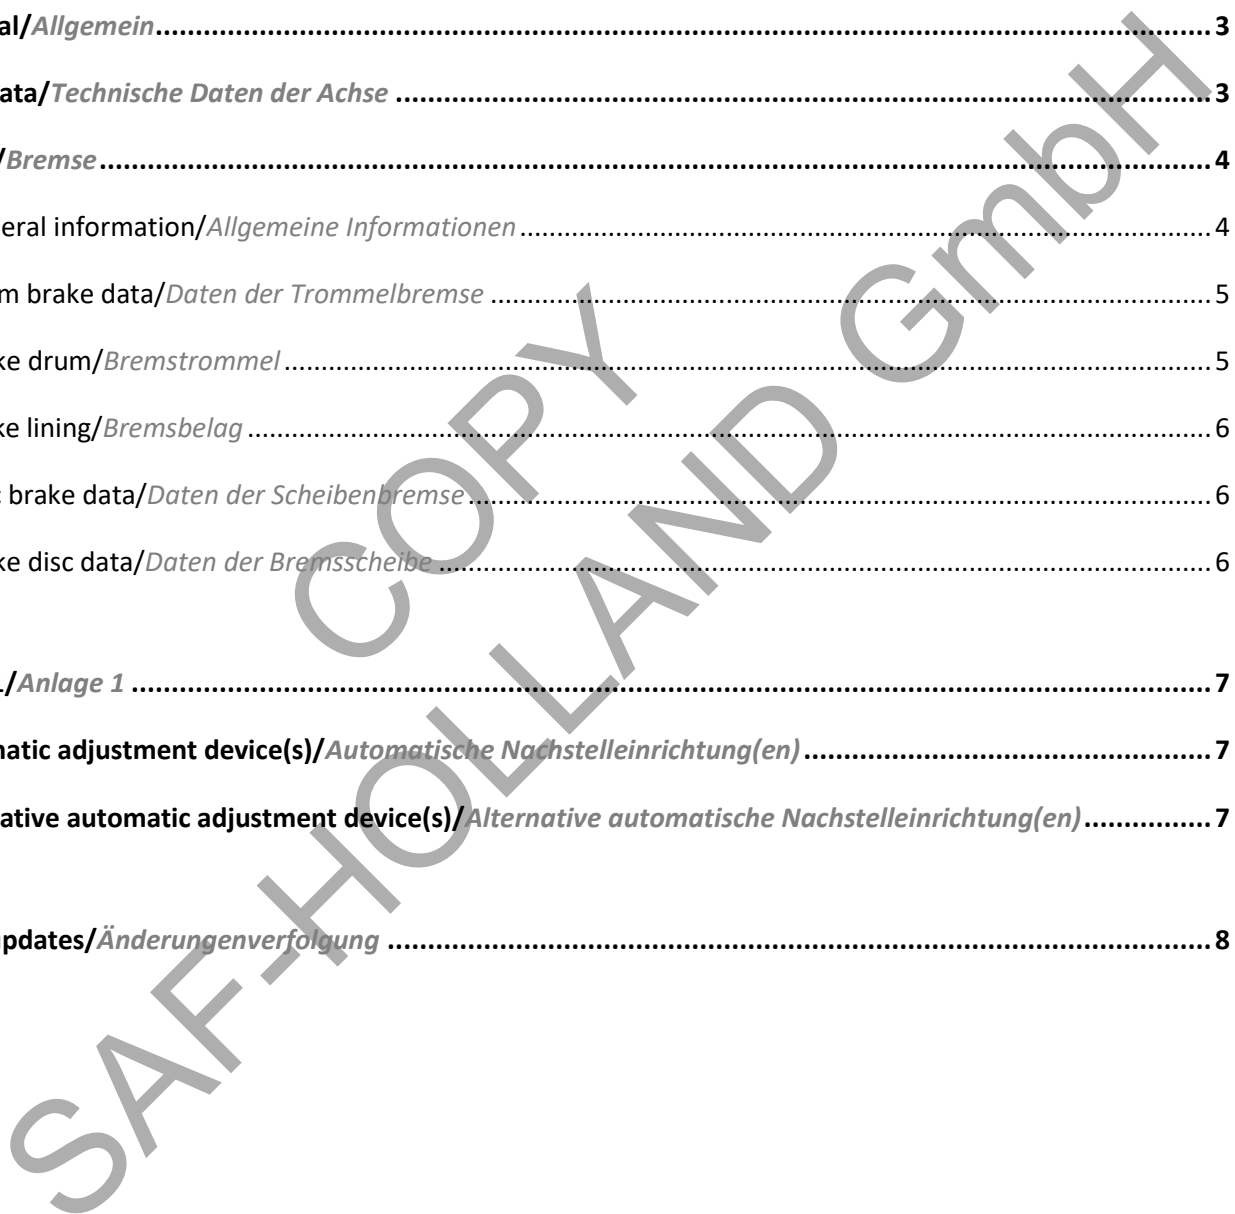 al/Allgemein 3
ata/Technische Daten der Achse 3
/Bremse 4
eral information/Allgemeine Informationen 4
m brake data/Daten der Trommelbremse 5
ke drum/Bremstrommel 5
ke lining/Bremsbelag 6
c brake data/Daten der Scheibenbremse 6
ke disc data/Daten der Bremsscheibe 6
1/Anlage 1 7
matic adjustment device(s)/Automatische Nachstelleinrichtung(en) 7
ative automatic adjustment device(s)/Alternative automatische Nachstelleinrichtung(en) 7
updates/Änderungenverfolgung 8
COPY
SAF-HOLLAND GmbH